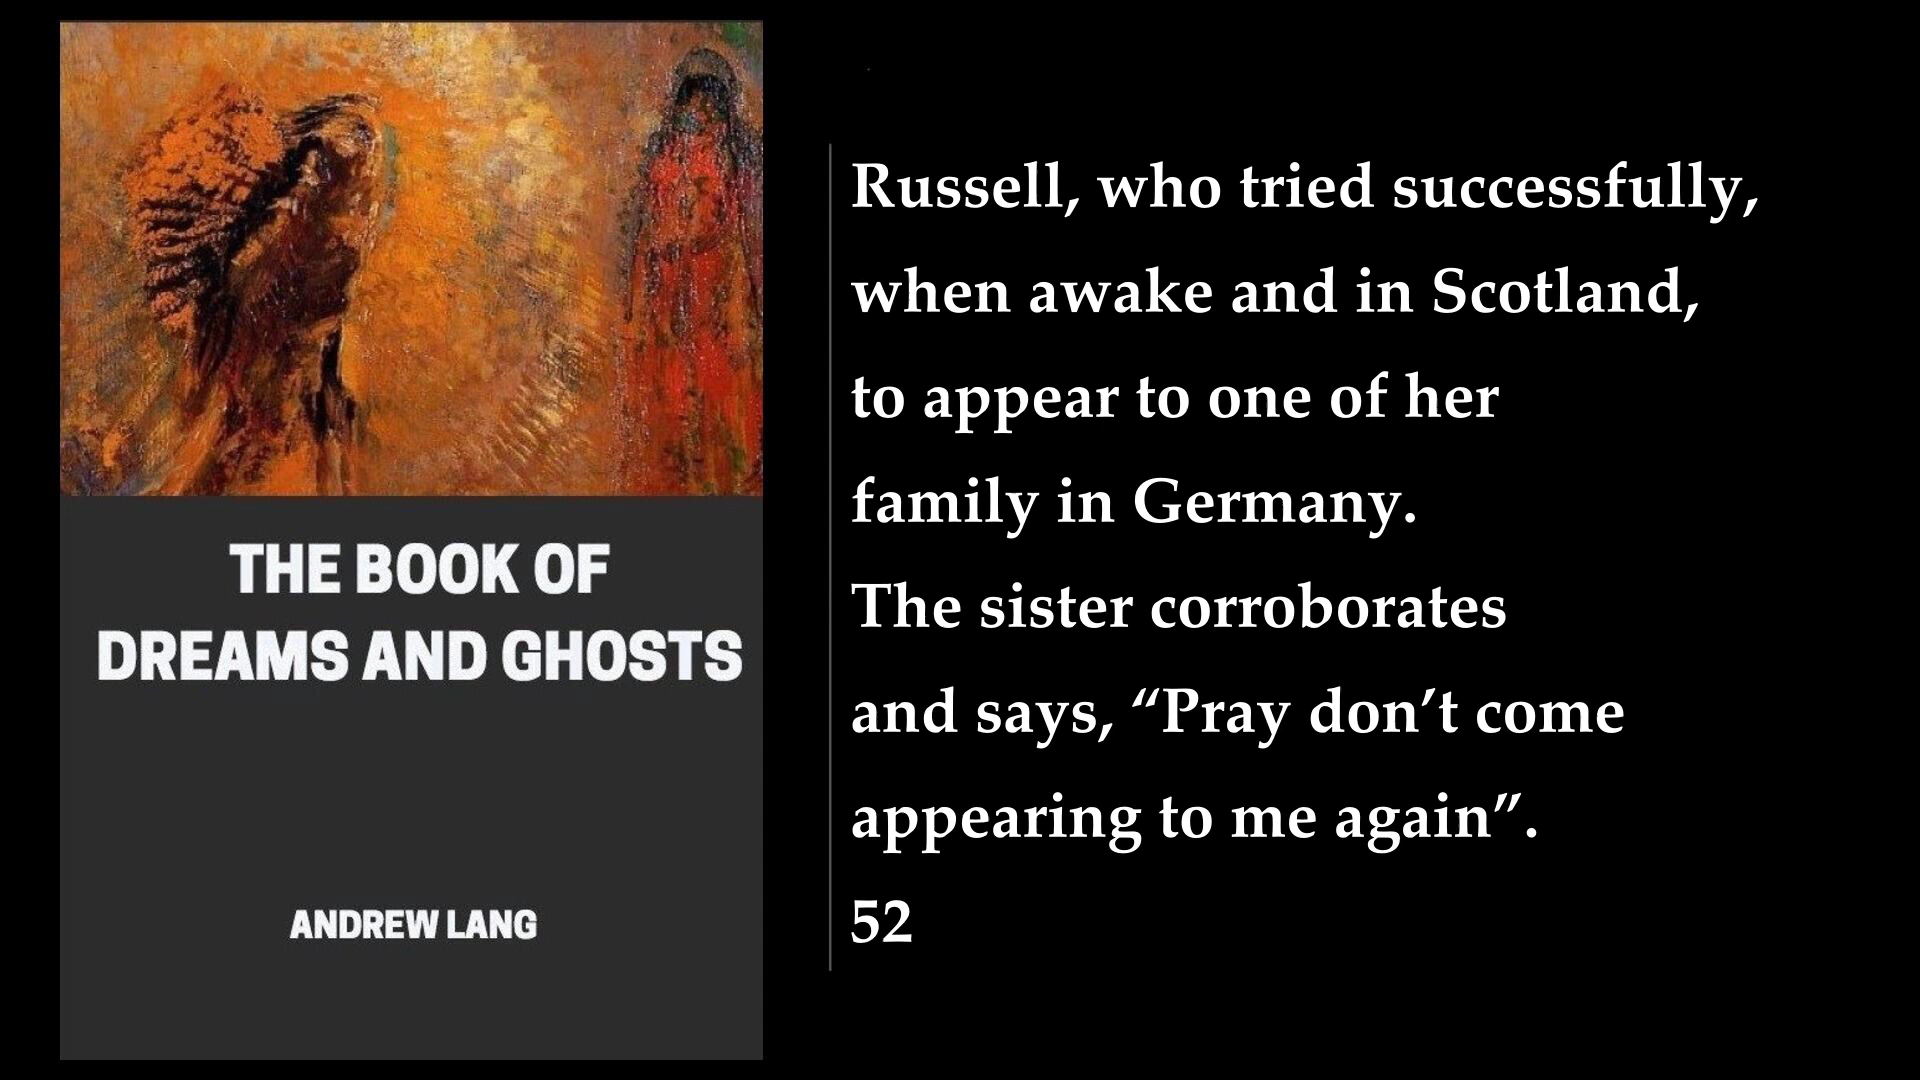 THE BOOK OF
DREAMS AND GHOSTS
ANDREW LANG
Russell, who tried successfully,
when awake and in Scotland,
to appear to one of her
family in Germany.
The sister corroborates
and says, “Pray don’t come
appearing to me again”.
52